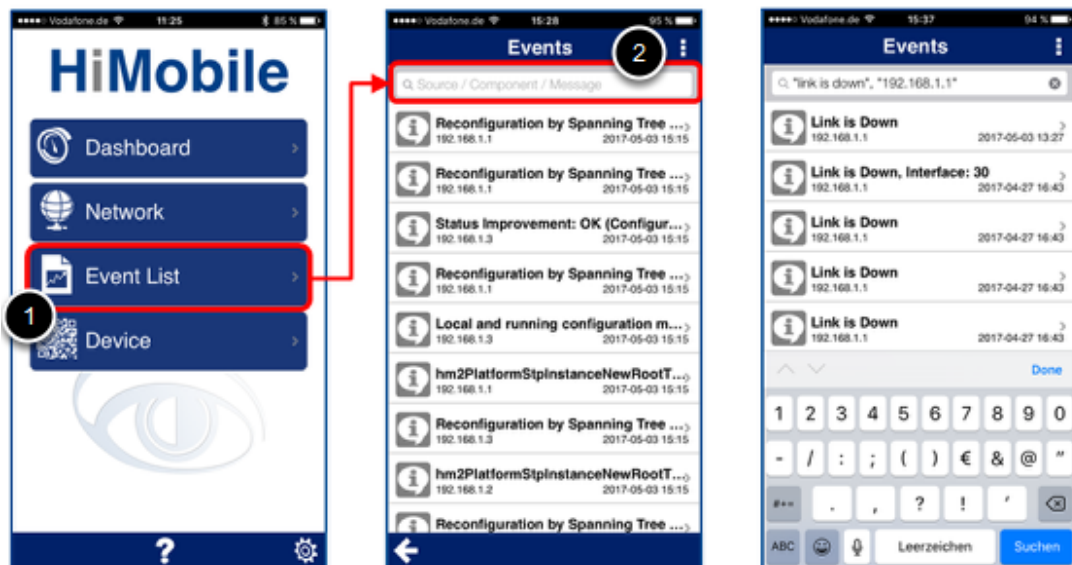 Vodafone.de 11:25 85 %
HiMobile
Dashboard
Network
Event List
1
Device
?
Vodafone.de 15:28 95 %
Events
2
Source / Component / Message
Reconfiguration by Spanning Tree ...
192.168.1.1 2017-05-03 15:15
Reconfiguration by Spanning Tree ...
192.168.1.1 2017-05-03 15:15
Status Improvement: OK (Configur...
192.168.1.3 2017-05-03 15:15
Reconfiguration by Spanning Tree ...
192.168.1.1 2017-05-03 15:15
Local and running configuration m...
192.168.1.3 2017-05-03 15:15
hm2PlatformStpInstanceNewRootT...
192.168.1.1 2017-05-03 15:15
Reconfiguration by Spanning Tree ...
192.168.1.3 2017-05-03 15:15
hm2PlatformStpInstanceNewRootT...
192.168.1.2 2017-05-03 15:15
Reconfiguration by Spanning Tree ...
Vodafone.de 15:37 94 %
Events
"link is down", "192.168.1.1"
Link is Down
192.168.1.1 2017-05-03 13:27
Link is Down, Interface: 30
192.168.1.1 2017-04-27 16:43
Link is Down
192.168.1.1 2017-04-27 16:43
Link is Down
192.168.1.1 2017-04-27 16:43
Link is Down
192.168.1.1 2017-04-27 16:43
Done
1 2 3 4 5 6 7 8 9 0
- / : ; ( ) € & @ "
#+= . , ? ! '
ABC Leerzeichen Suchen